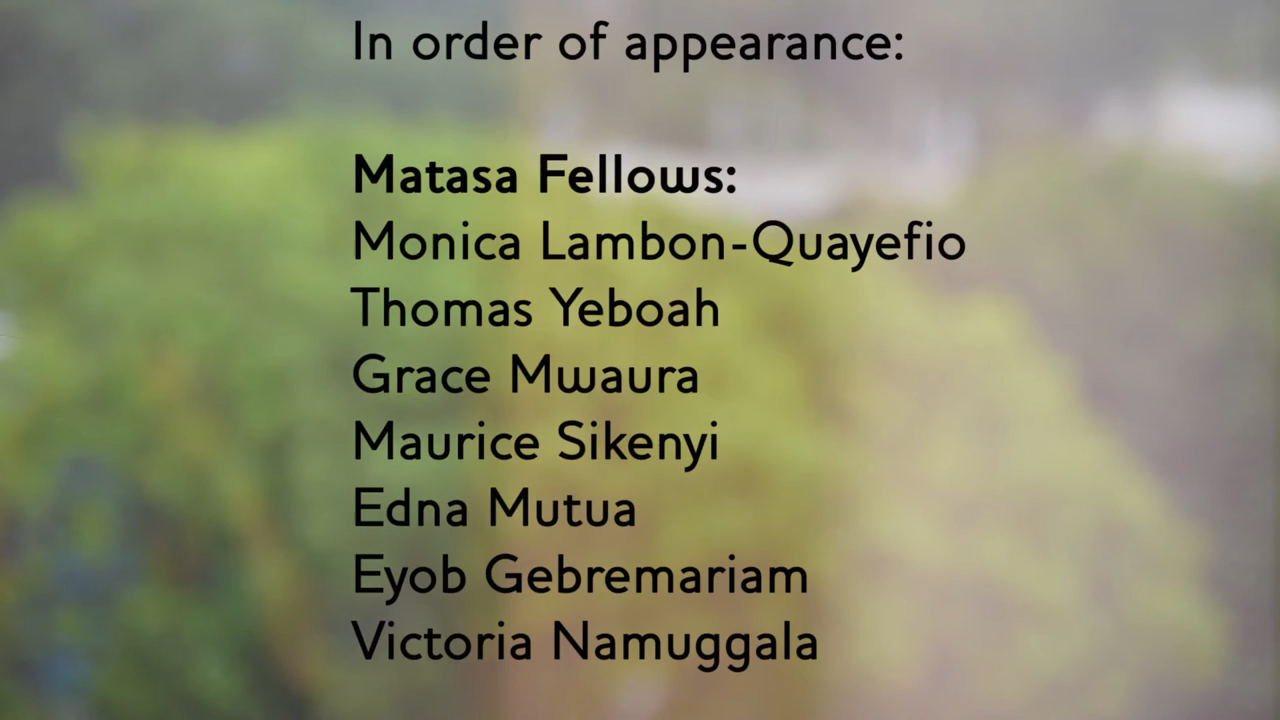 In order of appearance:
Matasa Fellows:
Monica Lambon-Quayefio
Thomas Yeboah
Grace Mwaura
Maurice Sikenyi
Edna Mutua
Eyob Gebremariam
Victoria Namuggala